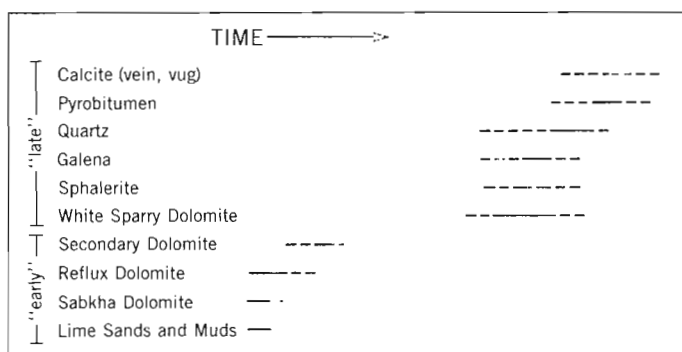 TIME
Calcite (vein, vug)
Pyrobitumen
Quartz
Galena
Sphalerite
White Sparry Dolomite
"late"
Secondary Dolomite
Reflux Dolomite
Sabkha Dolomite
Lime Sands and Muds
"early"